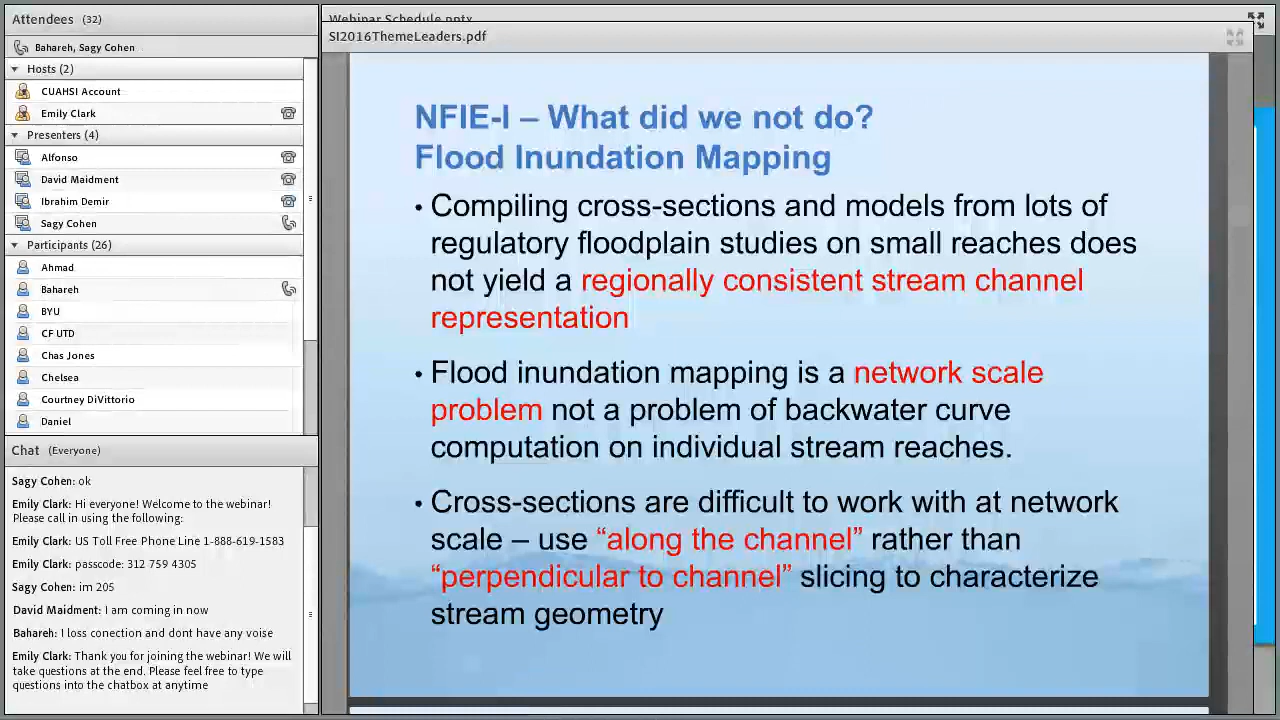 Attendees (32)
Bahareh, Sagy Cohen
Hosts (2)
CUAHSI Account
Emily Clark
Presenters (4)
Alfonso
David Maidment
Ibrahim Demir
Sagy Cohen
Participants (26)
Ahmad
Bahareh
BYU
CF UTD
Chas Jones
Chelsea
Courtney DiVittorio
Daniel
Chat (Everyone)
Sagy Cohen: ok
Emily Clark: Hi everyone! Welcome to the webinar!
Please call in using the following:
Emily Clark: US Toll Free Phone Line 1-888-619-1583
Emily Clark: passcode: 312 759 4305
Sagy Cohen: im 205
David Maidment: I am coming in now
Bahareh: I loss conection and dont have any voise
Emily Clark: Thank you for joining the webinar! We will
take questions at the end. Please feel free to type
questions into the chatbox at anytime
Webinar Schedule.pptx
SI2016ThemeLeaders.pdf
NFIE-I – What did we not do?
Flood Inundation Mapping
• Compiling cross-sections and models from lots of
regulatory floodplain studies on small reaches does
not yield a regionally consistent stream channel
representation
• Flood inundation mapping is a network scale
problem not a problem of backwater curve
computation on individual stream reaches.
• Cross-sections are difficult to work with at network
scale – use “along the channel” rather than
“perpendicular to channel” slicing to characterize
stream geometry